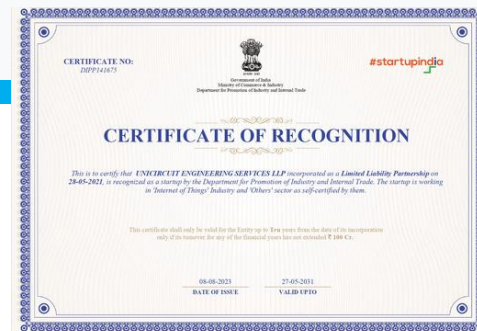 CERTIFICATE NO:
DIPP141675
#startupindia
Government of India
Ministry of Commerce & Industry
Department for Promotion of Industry and Internal Trade
CERTIFICATE OF RECOGNITION
This is to certify that UNICIRCUIT ENGINEERING SERVICES LLP incorporated as a Limited Liability Partnership on
28-05-2021, is recognized as a startup by the Department for Promotion of Industry and Internal Trade. The startup is working
in 'Internet of Things' Industry and 'Others' sector as self-certified by them.
This certificate shall only be valid for the Entity up to Ten years from the date of its incorporation
only if its turnover for any of the financial years has not exceeded ₹ 100 Cr.
08-08-2023
27-05-2031
DATE OF ISSUE
VALID UPTO